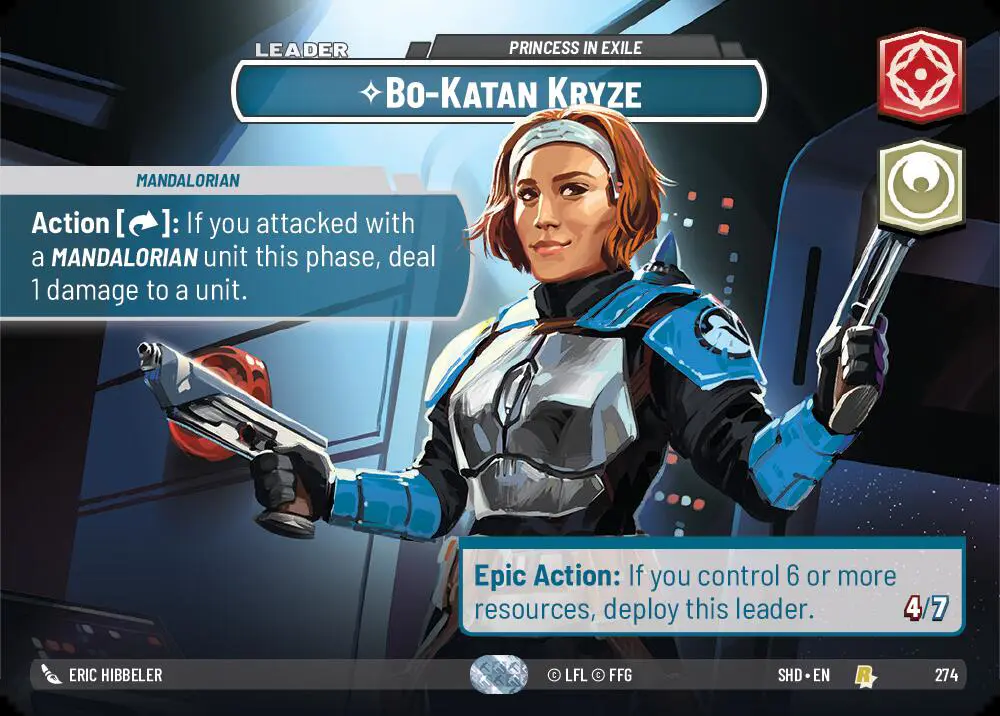 LEADER
PRINCESS IN EXILE
BO-KATAN KRYZE
MANDALORIAN
Action [ ]: If you attacked with
a MANDALORIAN unit this phase, deal
1 damage to a unit.
Epic Action: If you control 6 or more
resources, deploy this leader. 4/7
ERIC HIBBELER © LFL © FFG SHD • EN R 274